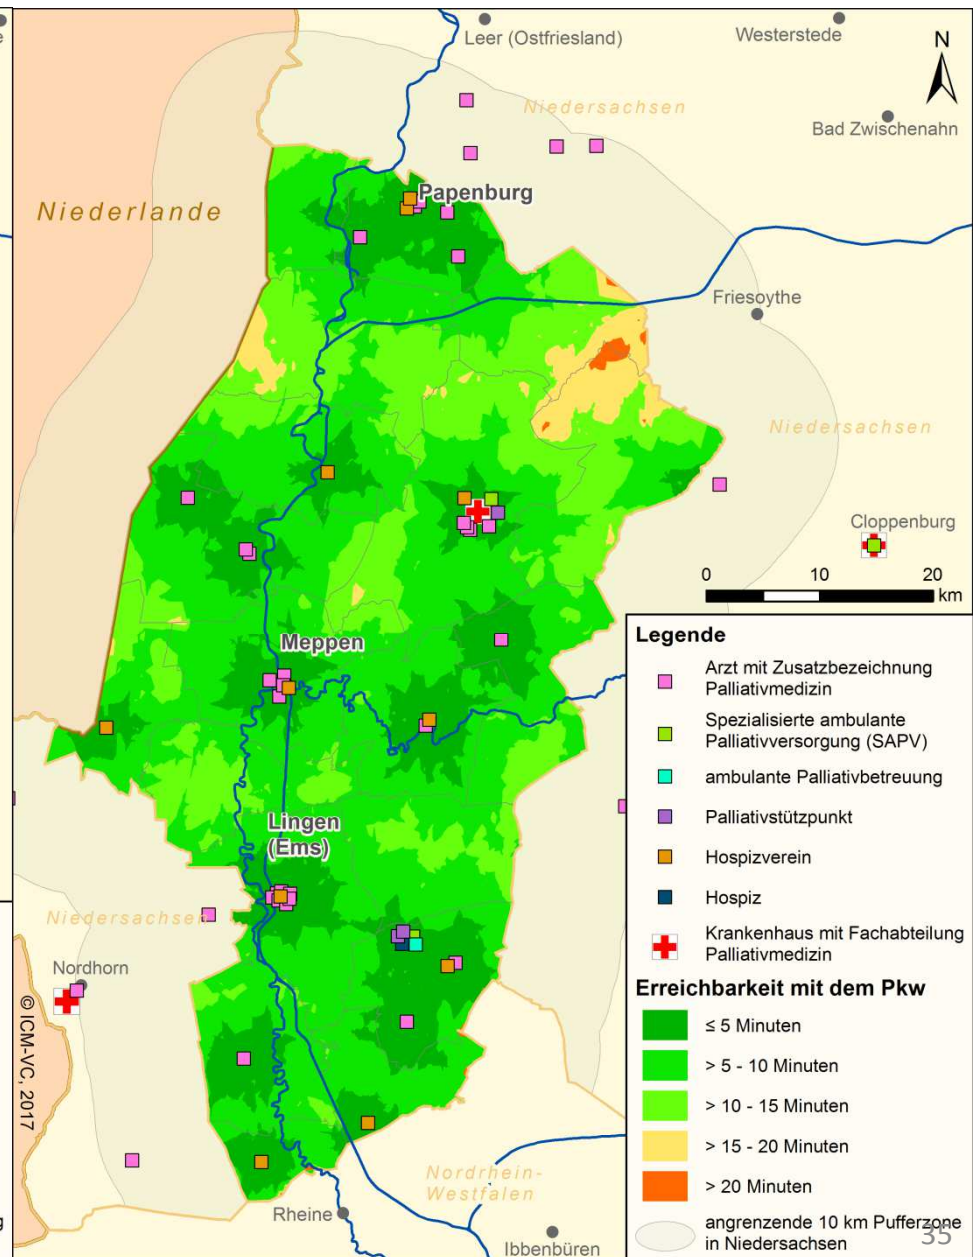 Leer (Ostfriesland)
Westerstede
N
Niedersachsen
Bad Zwischenahn
Niederlande
Papenburg
Friesoythe
Niedersachsen
Cloppenburg
0 10 20
km
Meppen
Lingen
(Ems)
Niedersachsen
Nordhorn
© ICM-VC, 2017
Nordrhein-
Westfalen
Rheine
Ibbenbüren
Legende
Arzt mit Zusatzbezeichnung
Palliativmedizin
Spezialisierte ambulante
Palliativversorgung (SAPV)
ambulante Palliativbetreuung
Palliativstützpunkt
Hospizverein
Hospiz
Krankenhaus mit Fachabteilung
Palliativmedizin
Erreichbarkeit mit dem Pkw
≤ 5 Minuten
> 5 - 10 Minuten
> 10 - 15 Minuten
> 15 - 20 Minuten
> 20 Minuten
angrenzende 10 km Pufferzone
in Niedersachsen
35